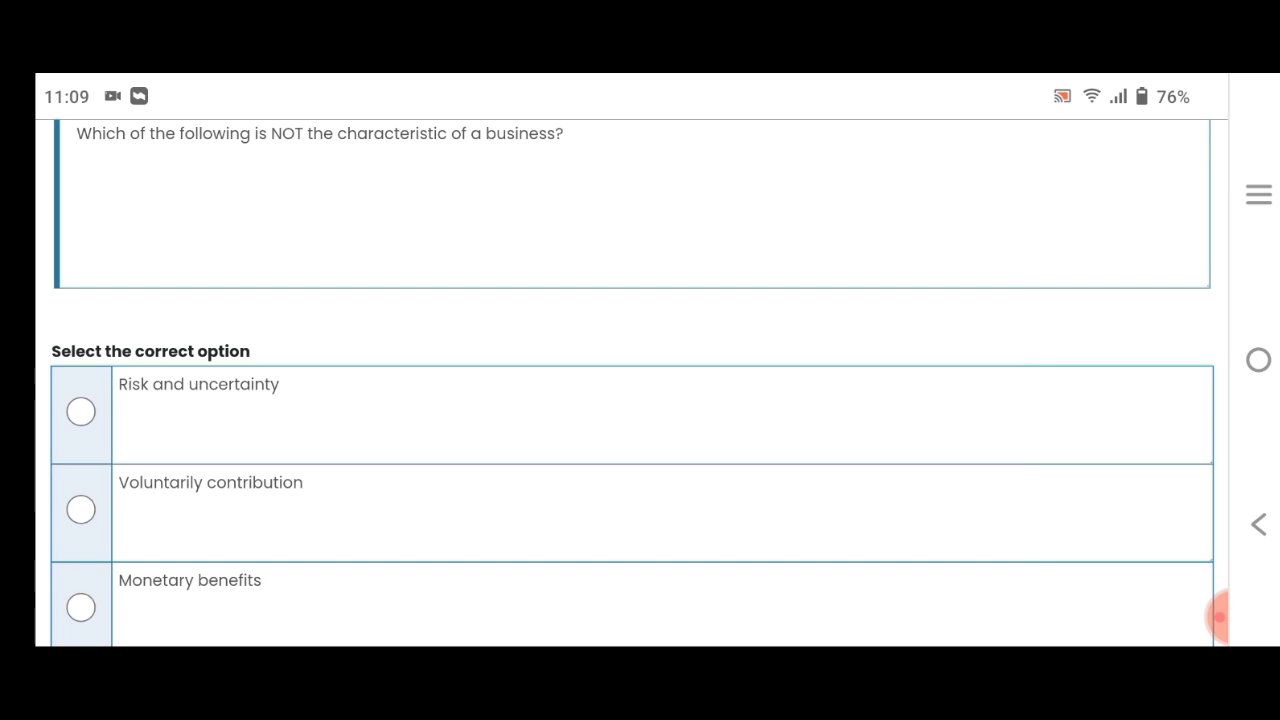 11:09
76%
Which of the following is NOT the characteristic of a business?
Select the correct option
Risk and uncertainty
Voluntarily contribution
Monetary benefits